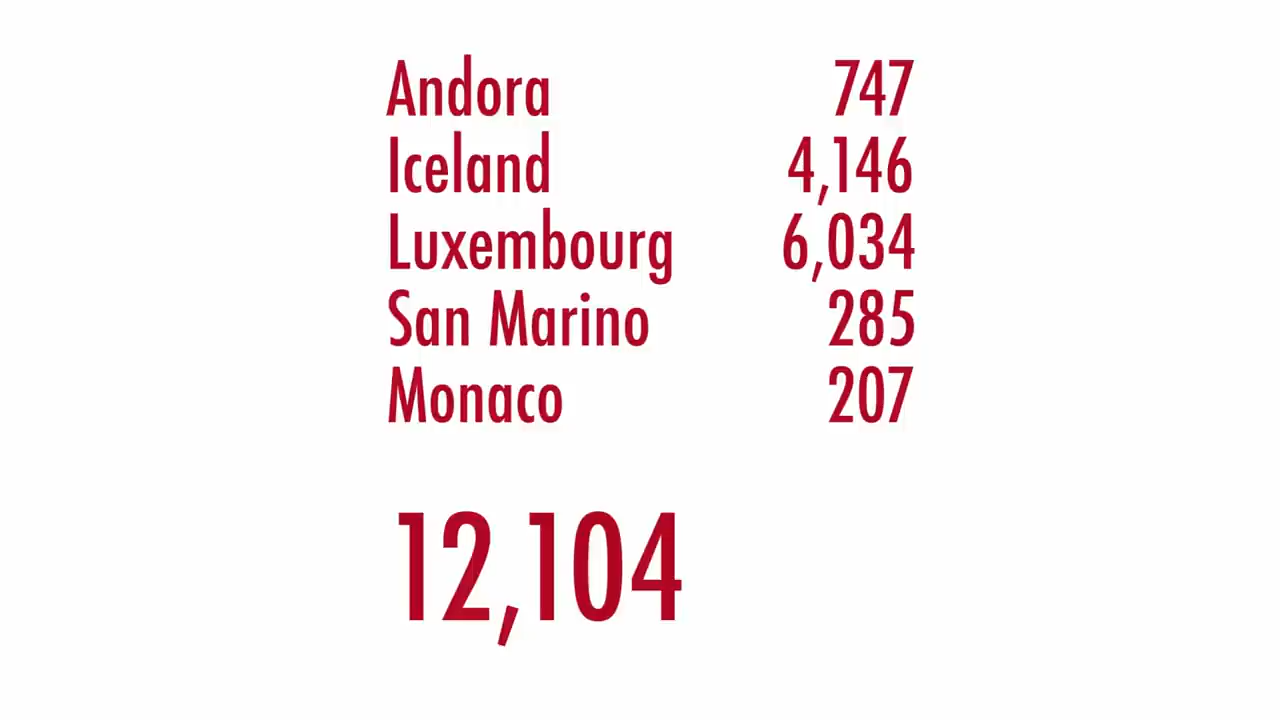 Andora 747
Iceland 4,146
Luxembourg 6,034
San Marino 285
Monaco 207
12,104